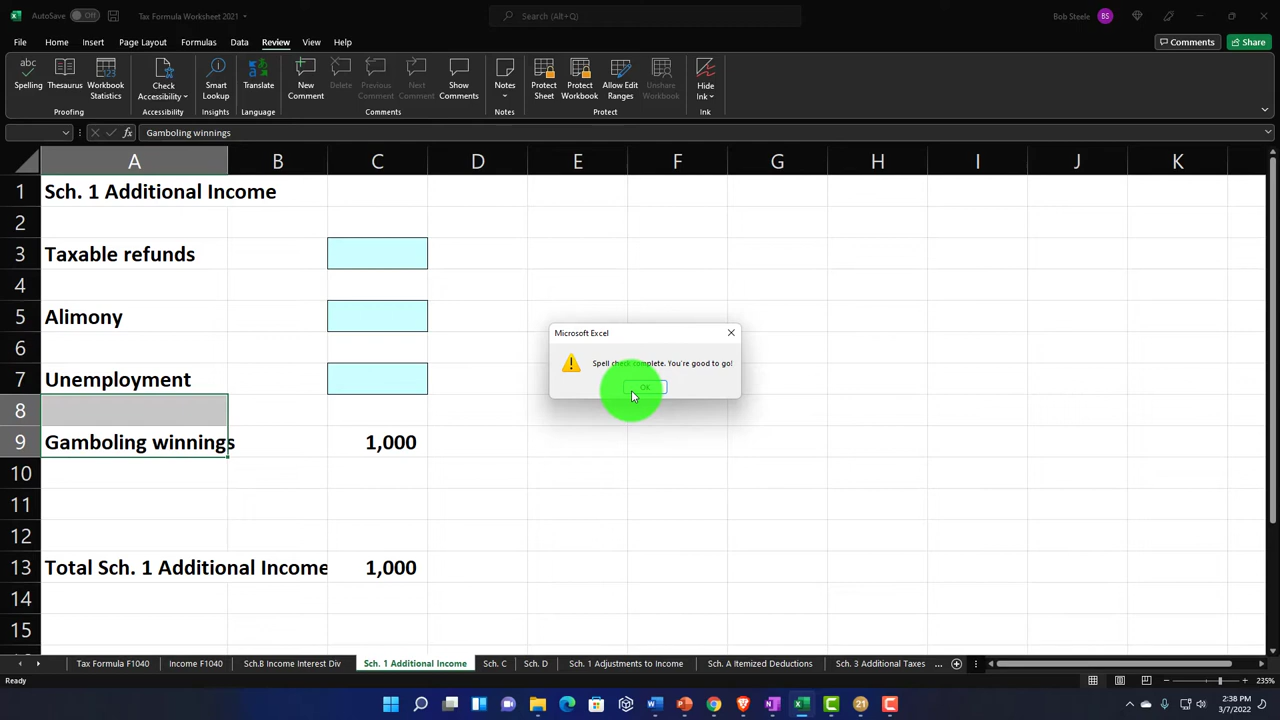 AutoSave Off Tax Formula Worksheet 2021 Search (Alt+Q) Bob Steele BS
File Home Insert Page Layout Formulas Data Review View Help Comments Share
abc
Spelling Thesaurus Workbook Statistics Check Accessibility Smart Lookup Translate New Comment Delete Previous Comment Next Comment Show Comments Notes Protect Sheet Protect Workbook Allow Edit Ranges Unshare Workbook Hide Ink
Proofing Accessibility Insights Language Comments Notes Protect Ink
fx Gamboling winnings
A B C D E F G H I J K
1 Sch. 1 Additional Income
2
3 Taxable refunds
4
5 Alimony
6
7 Unemployment
8
9 Gamboling winnings 1,000
10
11
12
13 Total Sch. 1 Additional Income 1,000
14
15
Microsoft Excel
Spell check complete. You're good to go!
OK
Tax Formula F1040 Income F1040 Sch.B Income Interest Div Sch. 1 Additional Income Sch. C Sch. D Sch. 1 Adjustments to Income Sch. A Itemized Deductions Sch. 3 Additional Taxes ...
Ready 235%
21 2:38 PM
3/7/2022